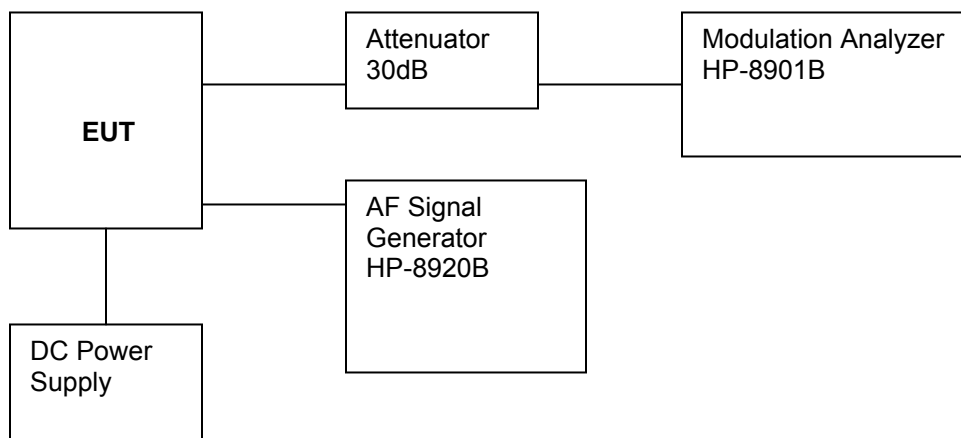 Attenuator
30dB
Modulation Analyzer
HP-8901B
EUT
AF Signal
Generator
HP-8920B
DC Power
Supply